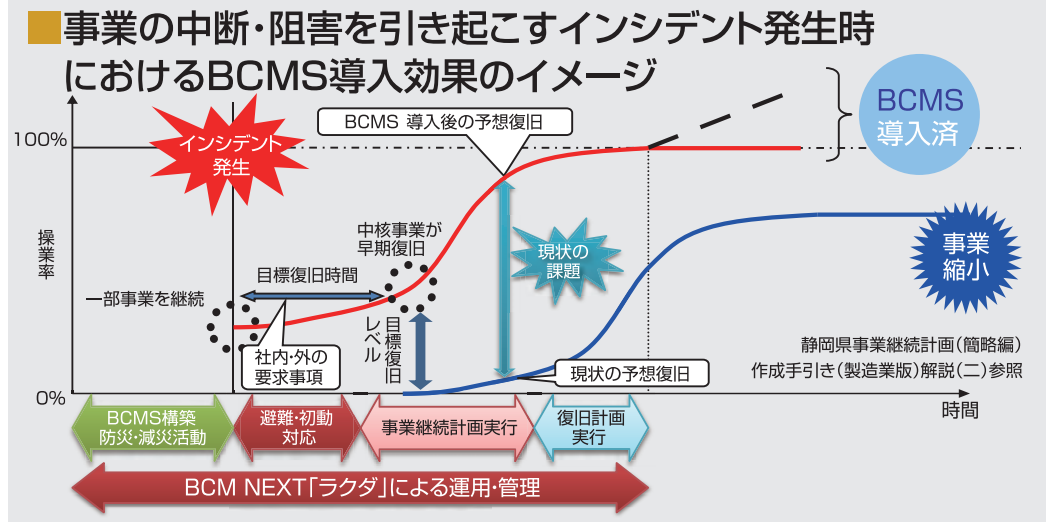 事業の中断・阻害を引き起こすインシデント発生時
におけるBCMS導入効果のイメージ
BCMS
導入済
BCMS 導入後の予想復旧
100%
インシデント
発生
中核事業が
早期復旧
現状の
課題
事業
縮小
操業率
目標復旧時間
一部事業を継続
目標復旧
レベル
社内・外の
要求事項
現状の予想復旧
静岡県事業継続計画（簡略編）
作成手引き（製造業版）解説（二）参照
0%
時間
BCMS構築
防災・減災活動
避難・初動
対応
事業継続計画実行
復旧計画
実行
BCM NEXT「ラクダ」による運用・管理